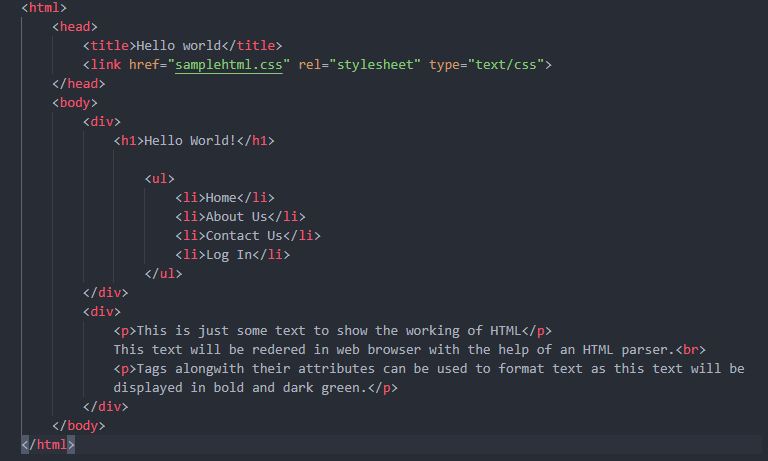 <html>
<head>
<title>Hello world</title>
<link href="samplehtml.css" rel="stylesheet" type="text/css">
</head>
<body>
<div>
<h1>Hello World!</h1>
<ul>
<li>Home</li>
<li>About Us</li>
<li>Contact Us</li>
<li>Log In</li>
</ul>
</div>
<div>
<p>This is just some text to show the working of HTML</p>
This text will be redered in web browser with the help of an HTML parser.<br>
<p>Tags alongwith their attributes can be used to format text as this text will be
displayed in bold and dark green.</p>
</div>
</body>
</html>